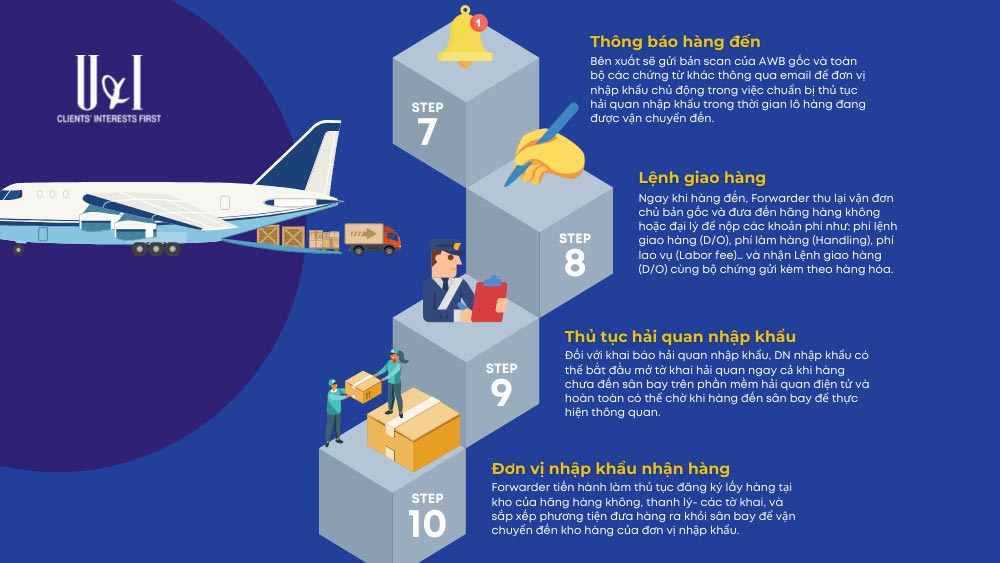 U&I
CLIENTS' INTERESTS FIRST
1
STEP
7
Thông báo hàng đến
Bên xuất sẽ gửi bản scan của AWB gốc và toàn
bộ các chứng từ khác thông qua email để đơn vị
nhập khẩu chủ động trong việc chuẩn bị thủ tục
hải quan nhập khẩu trong thời gian lô hàng đang
được vận chuyển đến.
STEP
8
Lệnh giao hàng
Ngay khi hàng đến, Forwarder thu lại vận đơn
chủ bản gốc và đưa đến hãng hàng không
hoặc đại lý để nộp các khoản phí như: phí lệnh
giao hàng (D/O), phí làm hàng (Handling), phí
lao vụ (Labor fee)... và nhận Lệnh giao hàng
(D/O) cùng bộ chứng gửi kèm theo hàng hóa.
STEP
9
Thủ tục hải quan nhập khẩu
Đối với khai báo hải quan nhập khẩu, DN nhập khẩu có
thể bắt đầu mở tờ khai hải quan ngay cả khi hàng
chưa đến sân bay trên phần mềm hải quan điện tử và
hoàn toàn có thể chờ khi hàng đến sân bay để thực
hiện thông quan.
STEP
10
Đơn vị nhập khẩu nhận hàng
Forwarder tiến hành làm thủ tục đăng ký lấy hàng tại
kho của hãng hàng không, thanh lý- các tờ khai, và
sắp xếp phương tiện đưa hàng ra khỏi sân bay để vận
chuyển đến kho hàng của đơn vị nhập khẩu.